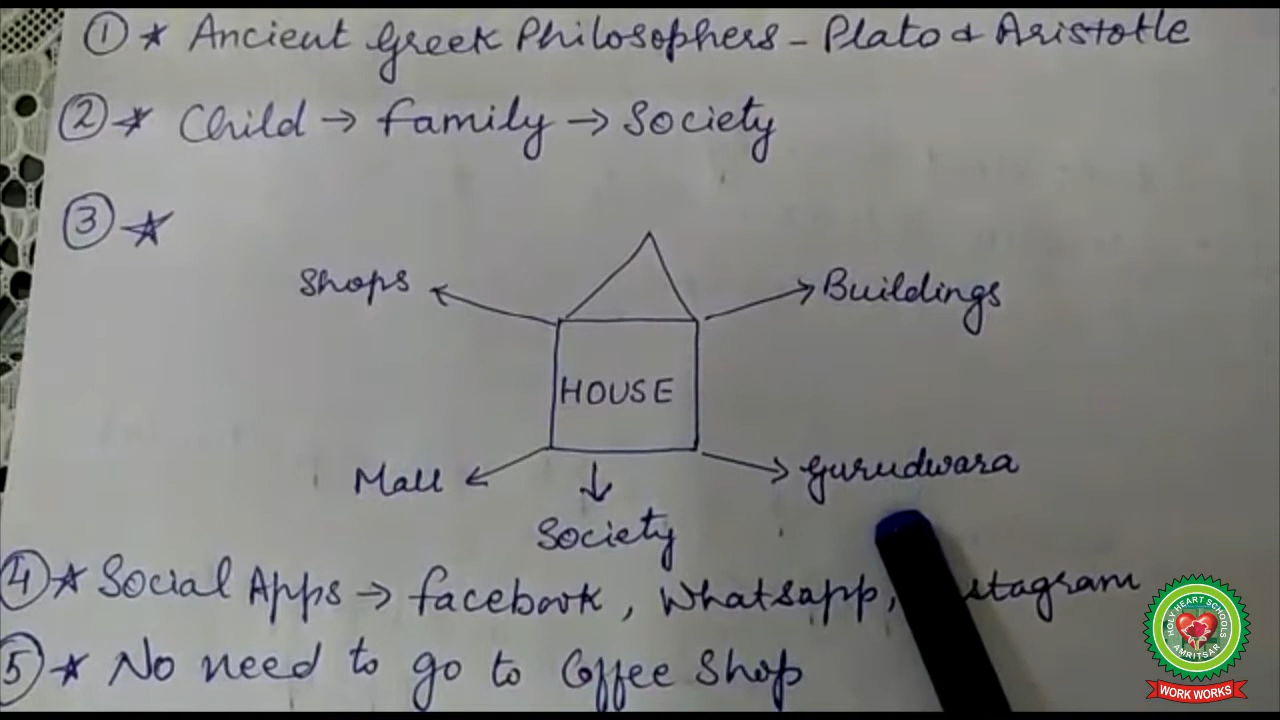 ① ★ Ancient Greek Philosophers - Plato & Aristotle
② ★ Child → family → Society
③ ★
Shops
Buildings
HOUSE
Mall
Gurudwara
Society
④ ★ Social Apps → facebook, Whatsapp, stagram
⑤ ★ No need to go to Coffee Shop
HOLY HEART SCHOOLS
AMRITSAR
WORK WORKS